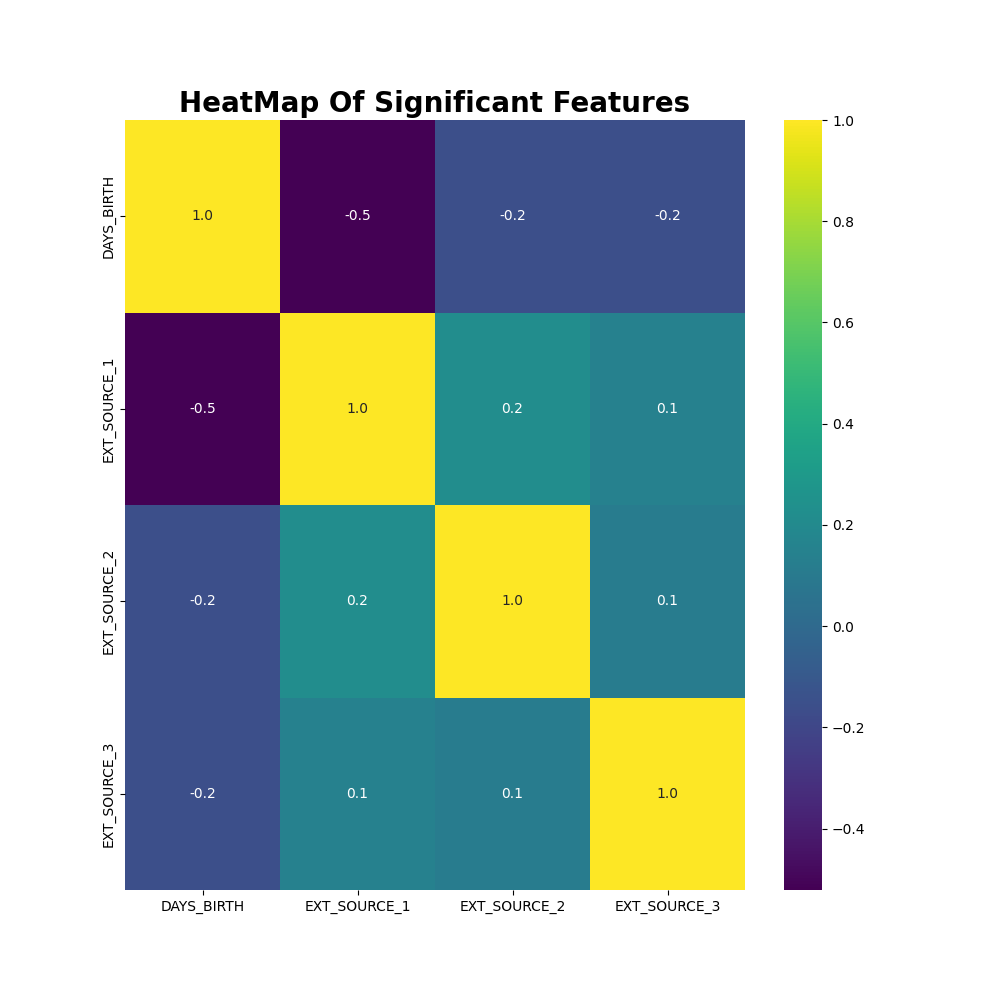 HeatMap Of Significant Features
DAYS_BIRTH
1.0
-0.5
-0.2
-0.2
EXT_SOURCE_1
-0.5
1.0
0.2
0.1
EXT_SOURCE_2
-0.2
0.2
1.0
0.1
EXT_SOURCE_3
-0.2
0.1
0.1
1.0
DAYS_BIRTH
EXT_SOURCE_1
EXT_SOURCE_2
EXT_SOURCE_3
1.0
0.8
0.6
0.4
0.2
0.0
−0.2
−0.4